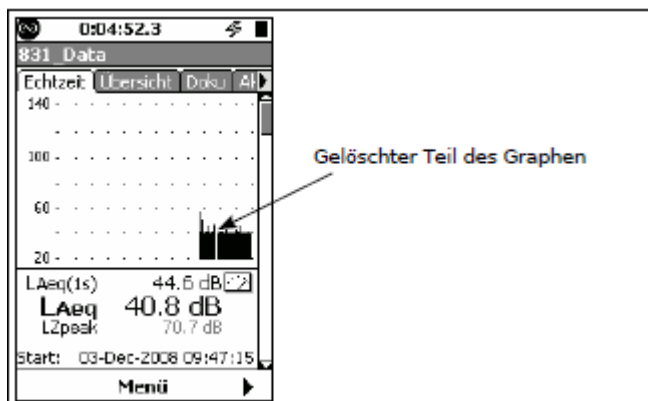 0:04:52.3
831_Data
Echtzeit Übersicht Doku Ak
140
100
60
20
Gelöschter Teil des Graphen
LAeq(1s) 44.6 dB
LAeq 40.8 dB
LZpeak 70.7 dB
Start: 03-Dec-2008 09:47:15
Menü